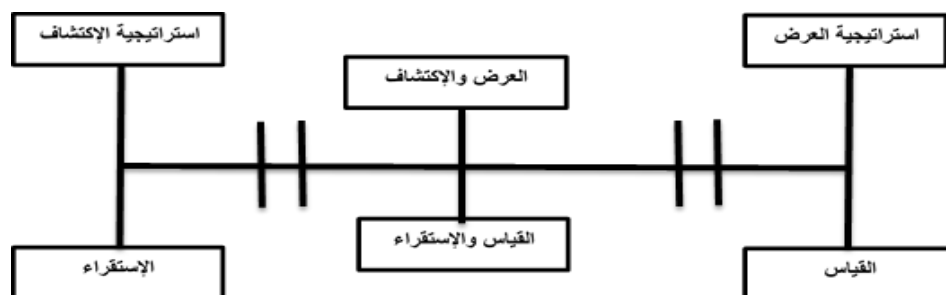 استراتيجية العرض
العرض والإكتشاف
استراتيجية الإكتشاف
القياس
القياس والإستقراء
الإستقراء